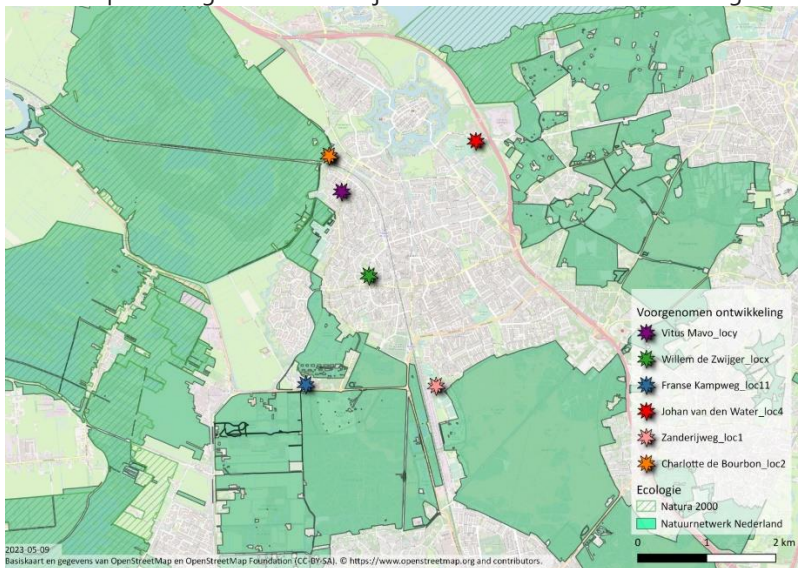 Voorgenomen ontwikkeling
Vitus Mavo_locy
Willem de Zwijger_locx
Franse Kampweg_loc11
Johan van den Water_loc4
Zanderijweg_loc1
Charlotte de Bourbon_loc2
Ecologie
Natura 2000
Natuurnetwerk Nederland
0 1 2 km
2023-05-09
Basiskaart en gegevens van OpenStreetMap en OpenStreetMap Foundation (CC-BY-SA). © https://www.openstreetmap.org and contributors.